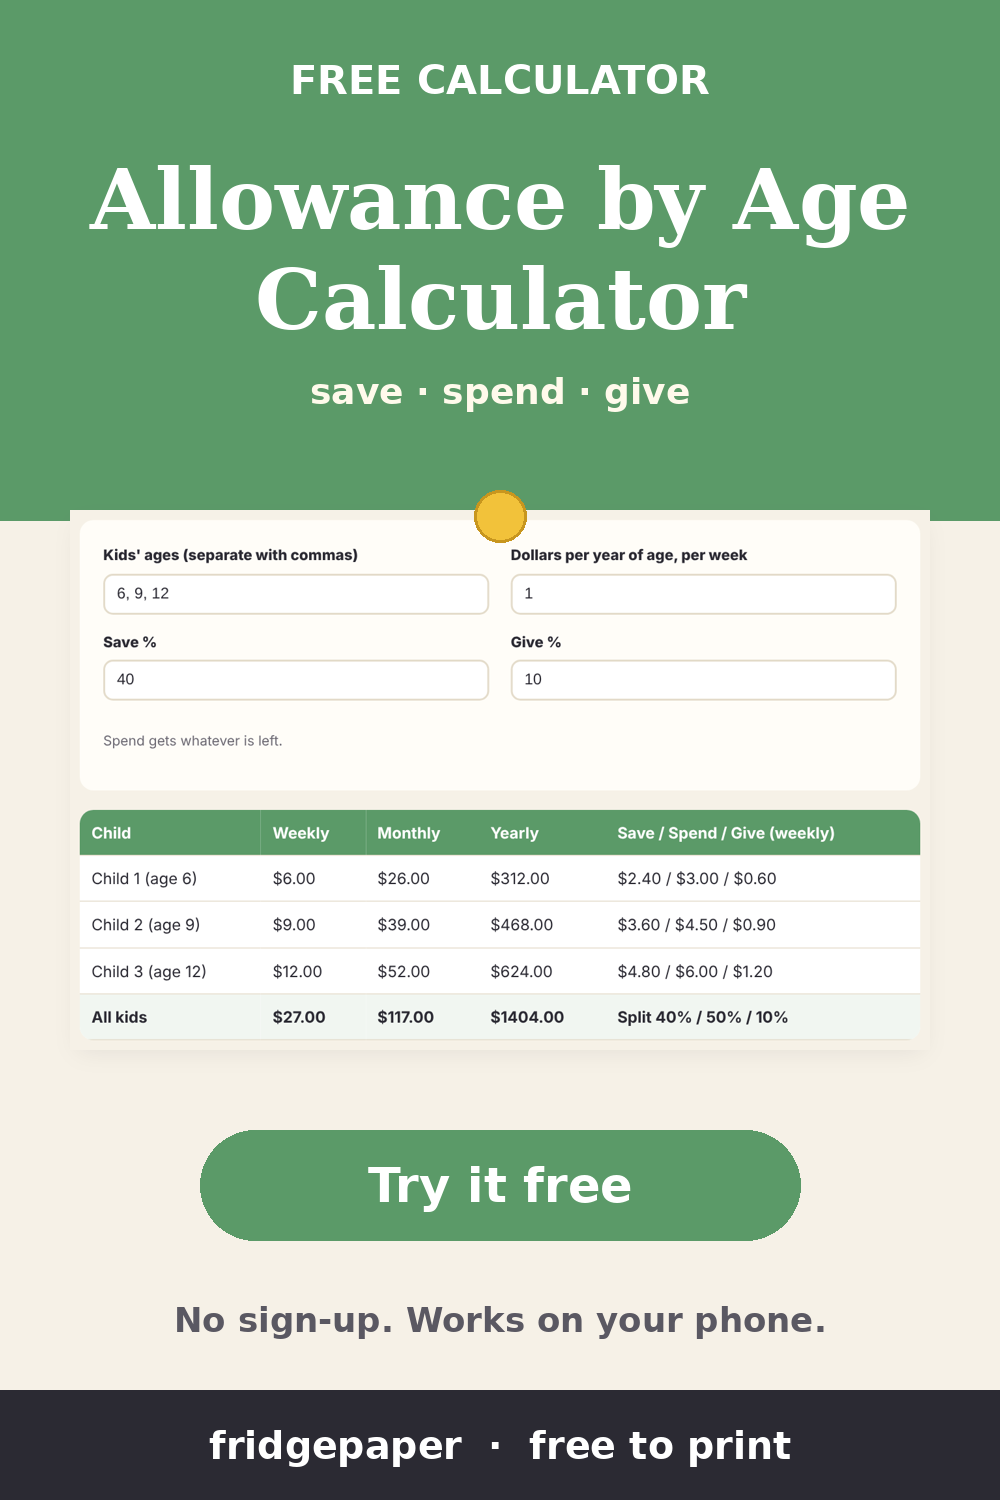 FREE CALCULATOR
Allowance by Age
Calculator
save · spend · give
Kids' ages (separate with commas) Dollars per year of age, per week
6, 9, 12 1
Save % Give %
40 10
Spend gets whatever is left.
Child Weekly Monthly Yearly Save / Spend / Give (weekly)
Child 1 (age 6) $6.00 $26.00 $312.00 $2.40 / $3.00 / $0.60
Child 2 (age 9) $9.00 $39.00 $468.00 $3.60 / $4.50 / $0.90
Child 3 (age 12) $12.00 $52.00 $624.00 $4.80 / $6.00 / $1.20
All kids $27.00 $117.00 $1404.00 Split 40% / 50% / 10%
Try it free
No sign-up. Works on your phone.
fridgepaper · free to print